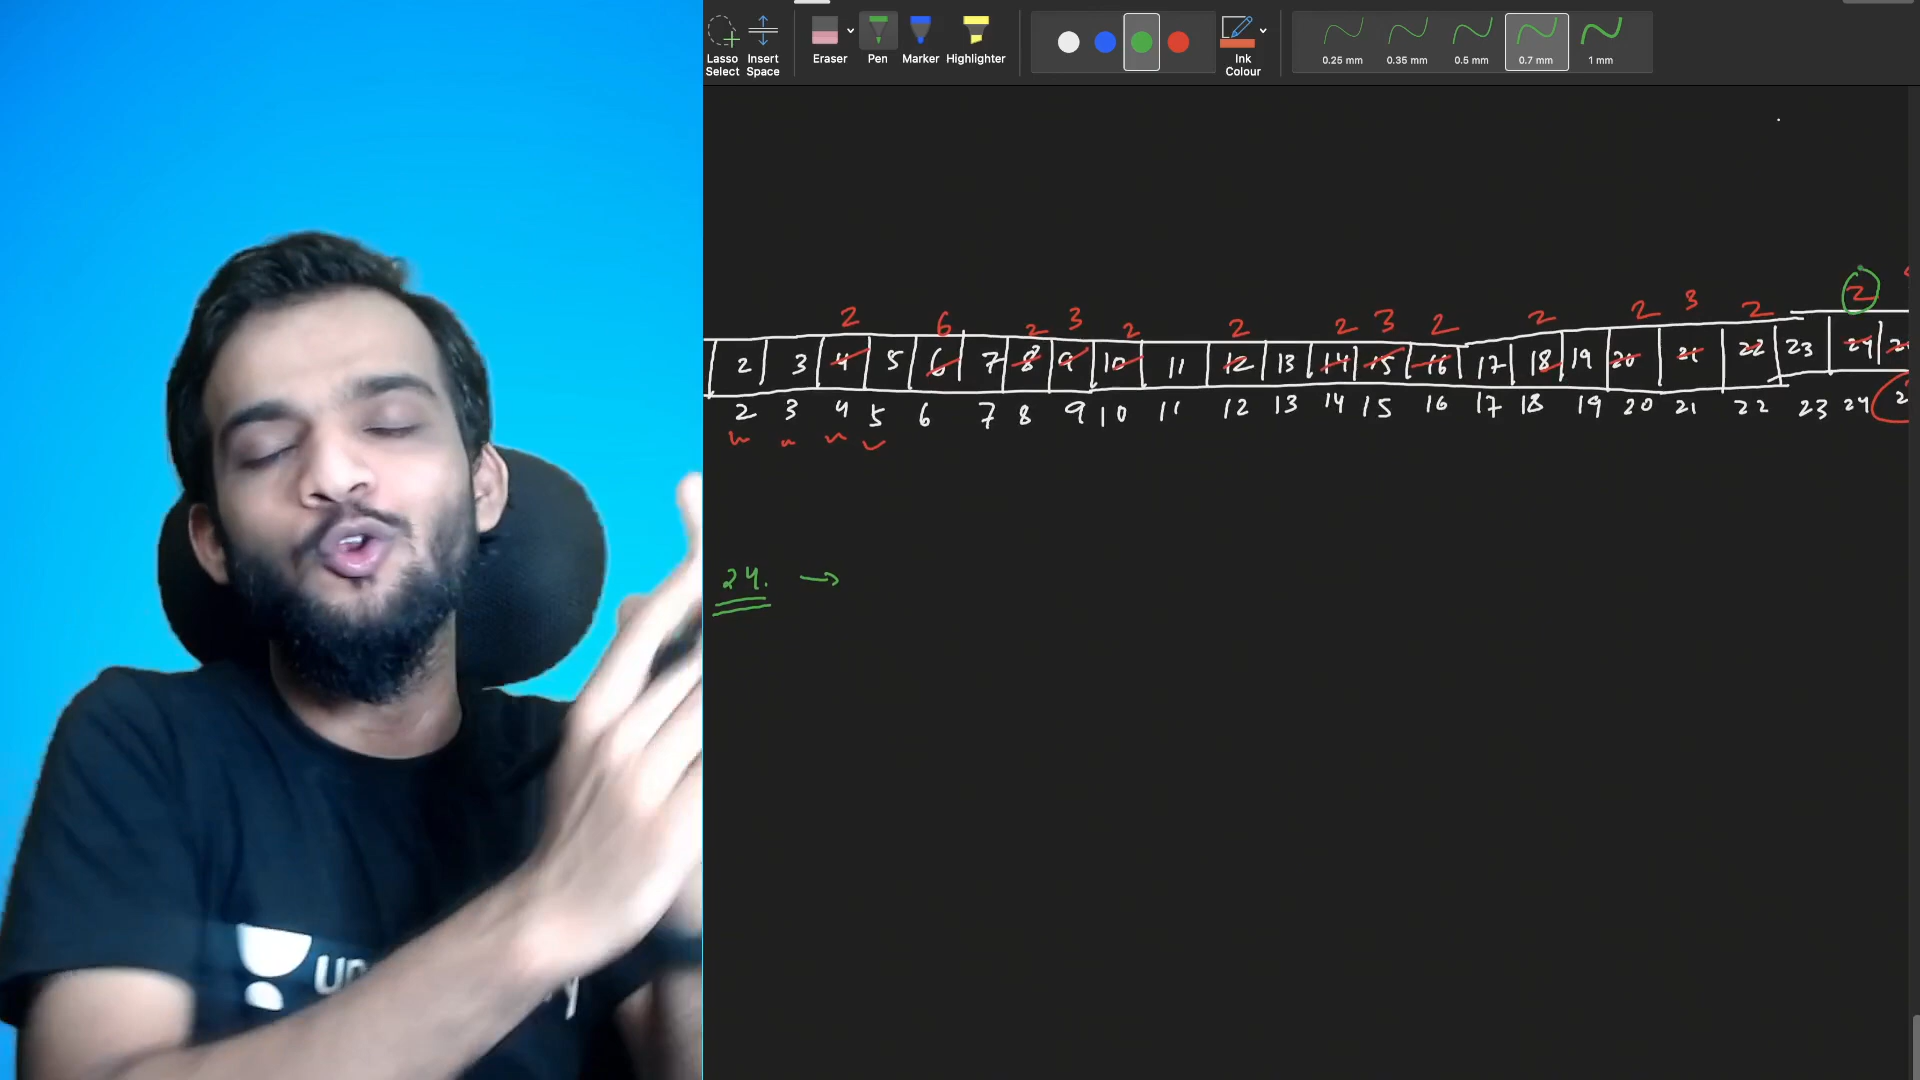 Lasso Select
Insert Space
Eraser
Pen
Marker
Highlighter
Ink Colour
0.25 mm
0.35 mm
0.5 mm
0.7 mm
1 mm
2 6 2 3 2 2 2 3 2 2 2 3 2 2
2 3 4 5 6 7 8 9 10 11 12 13 14 15 16 17 18 19 20 21 22 23 24
2 3 4 5 6 7 8 9 10 11 12 13 14 15 16 17 18 19 20 21 22 23 24
24. →